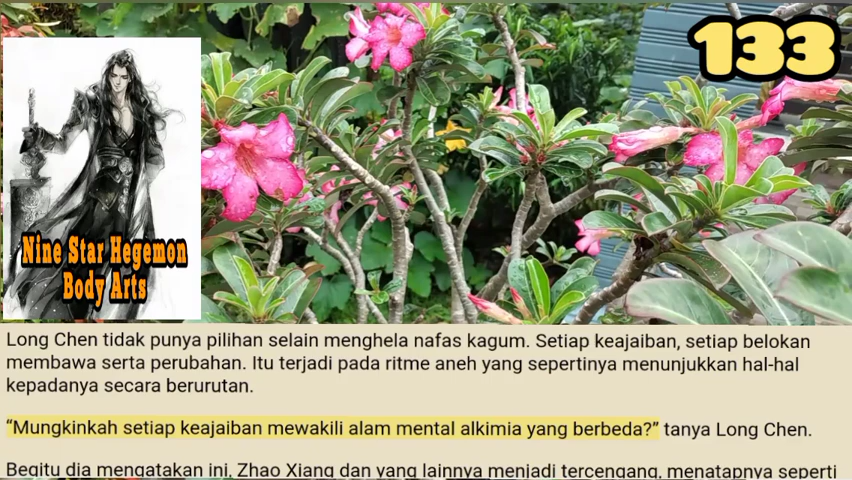 133
Nine Star Hegemon
Body Arts
Long Chen tidak punya pilihan selain menghela nafas kagum. Setiap keajaiban, setiap belokan
membawa serta perubahan. Itu terjadi pada ritme aneh yang sepertinya menunjukkan hal-hal
kepadanya secara berurutan.
“Mungkinkah setiap keajaiban mewakili alam mental alkimia yang berbeda?” tanya Long Chen.
Begitu dia mengatakan ini, Zhao Xiang dan yang lainnya menjadi tercengang, menatapnya seperti